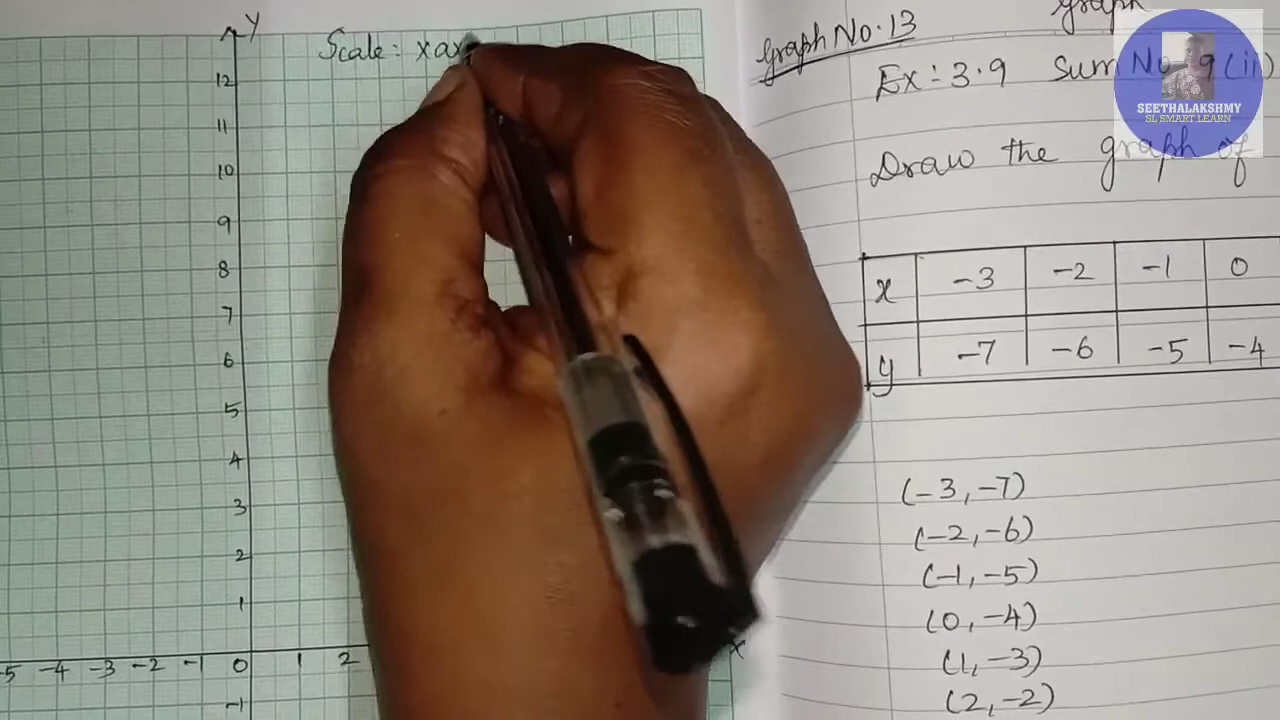 Y
Scale: x ax
12
11
10
9
8
7
6
5
4
3
2
1
-5 -4 -3 -2 -1 0 1 2 x
-1
graph
Graph No. 13
Ex: 3.9 Sum No 9 (ii)
SEETHALAKSHMY
SL SMART LEARN
Draw the graph of
x -3 -2 -1 0
y -7 -6 -5 -4
(-3, -7)
(-2, -6)
(-1, -5)
(0, -4)
(1, -3)
(2, -2)